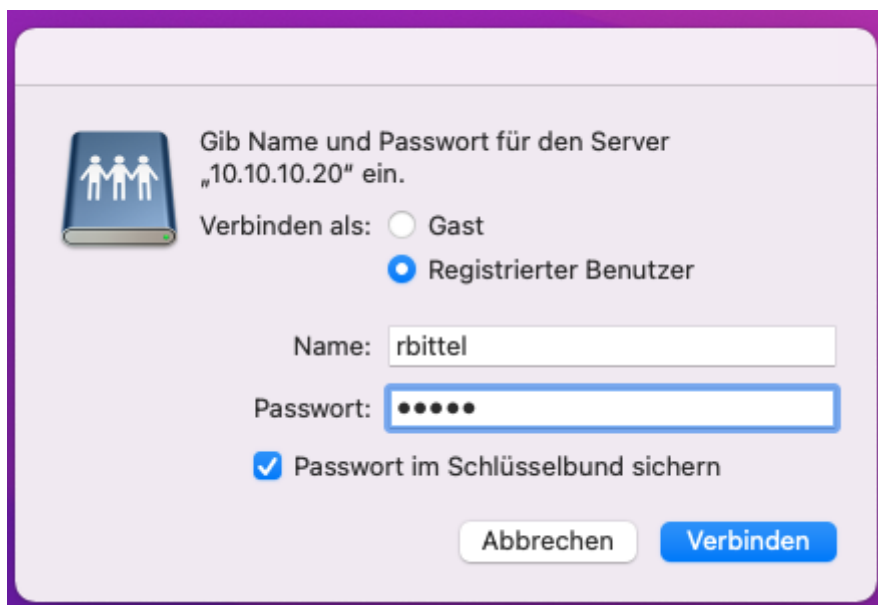 Gib Name und Passwort für den Server
„10.10.10.20“ ein.
Verbinden als: Gast
Registrierter Benutzer
Name: rbittel
Passwort: •••••
Passwort im Schlüsselbund sichern
Abbrechen Verbinden